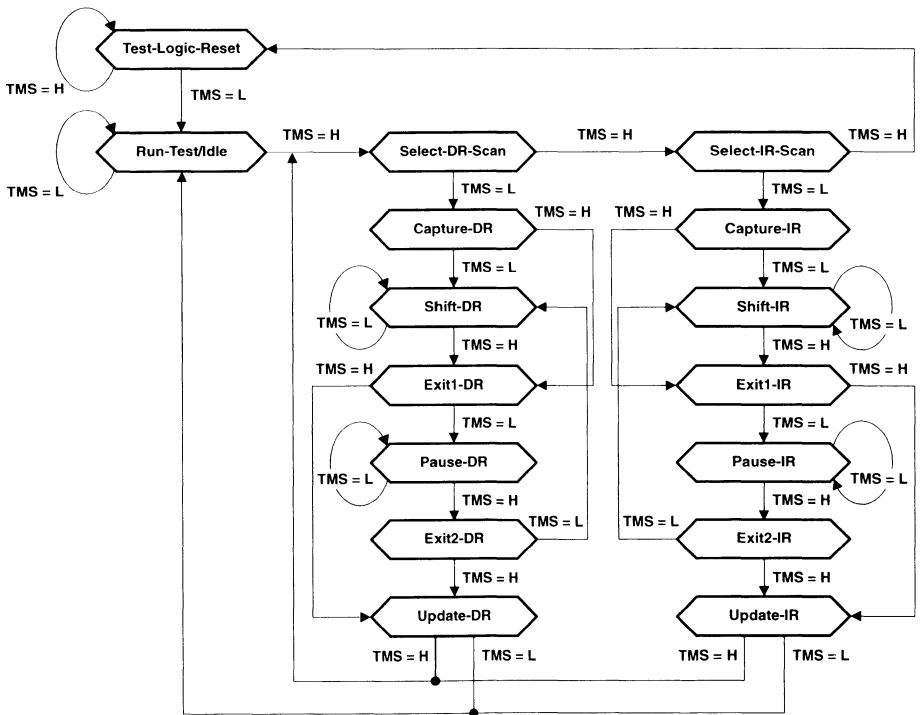 Test-Logic-Reset
TMS = H
TMS = L
Run-Test/Idle
TMS = L
TMS = H
Select-DR-Scan
TMS = H
Select-IR-Scan
TMS = H
TMS = L
TMS = L
Capture-DR
TMS = H
TMS = H
Capture-IR
TMS = L
TMS = L
Shift-DR
TMS = L
Shift-IR
TMS = L
TMS = H
TMS = H
TMS = H
Exit1-DR
Exit1-IR
TMS = H
TMS = L
TMS = L
Pause-DR
TMS = L
Pause-IR
TMS = L
TMS = H
TMS = H
Exit2-DR
TMS = L
TMS = L
Exit2-IR
TMS = H
TMS = H
Update-DR
Update-IR
TMS = H
TMS = L
TMS = H
TMS = L